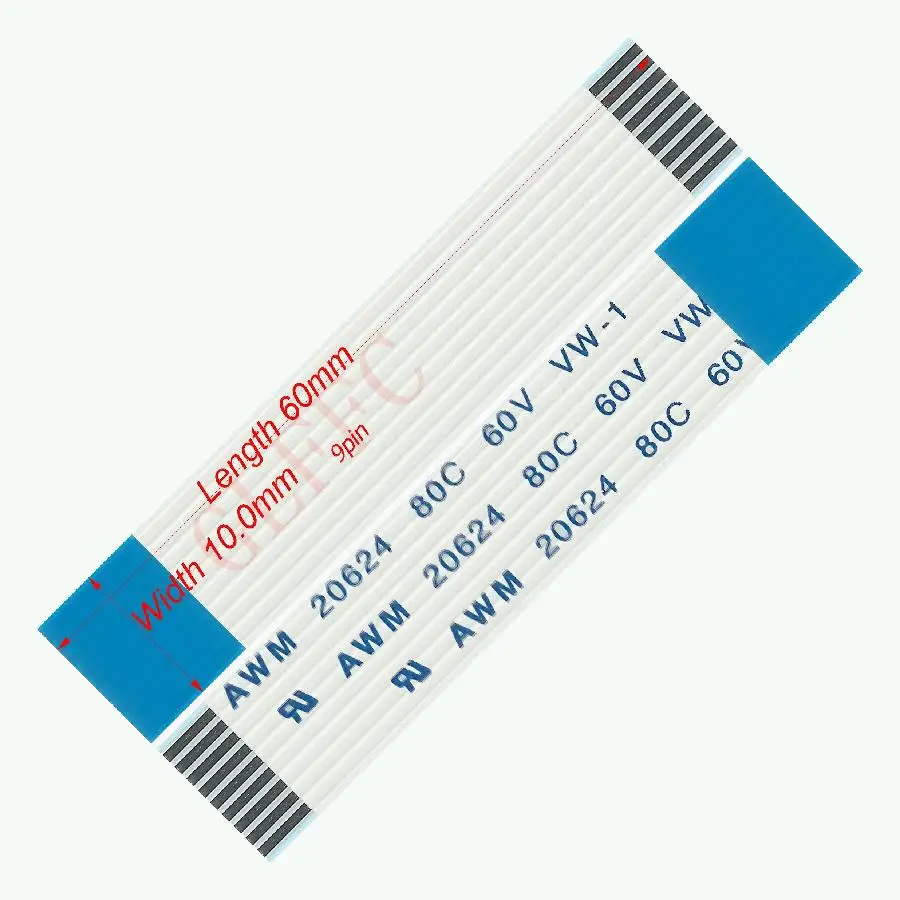 Length 60mm
Width 10.0mm
9pin
AWM 20624 80C 60V VW-1
AWM 20624 80C 60V VW
AWM 20624 80C 60V